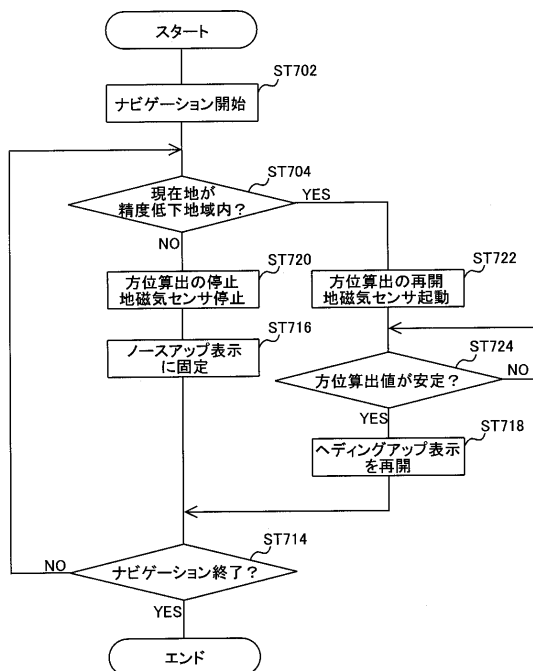 スタート
ST702
ナビゲーション開始
ST704
現在地が
精度低下地域内？
YES
NO
ST720
方位算出の停止
地磁気センサ停止
ST722
方位算出の再開
地磁気センサ起動
ST716
ノースアップ表示
に固定
ST724
方位算出値が安定？
NO
YES
ST718
ヘディングアップ表示
を再開
ST714
NO
ナビゲーション終了？
YES
エンド